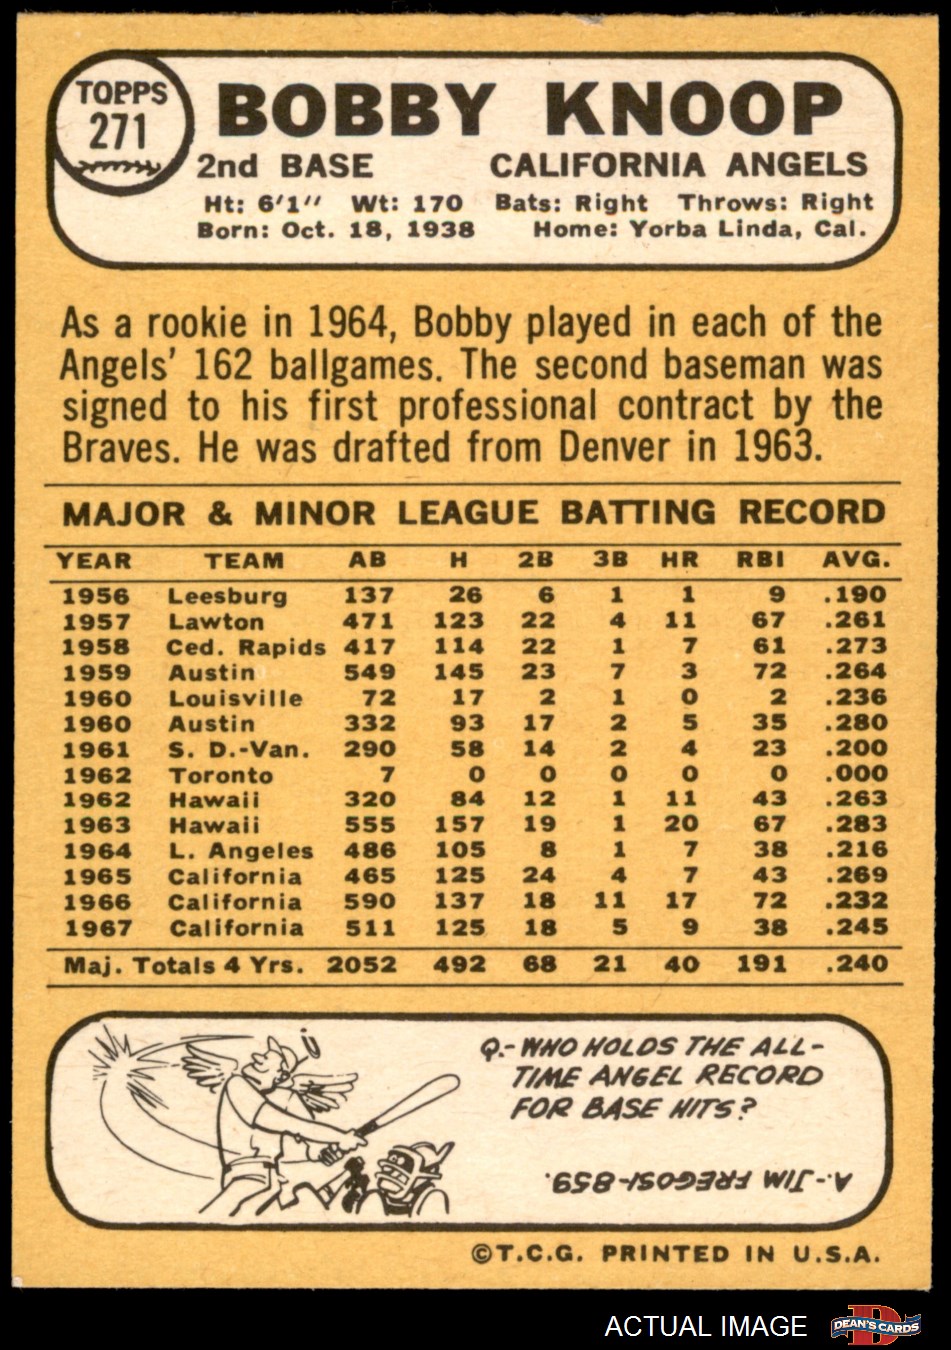 TOPPS
271
BOBBY KNOOP
2nd BASE CALIFORNIA ANGELS
Ht: 6'1" Wt: 170 Bats: Right Throws: Right
Born: Oct. 18, 1938 Home: Yorba Linda, Cal.
As a rookie in 1964, Bobby played in each of the
Angels' 162 ballgames. The second baseman was
signed to his first professional contract by the
Braves. He was drafted from Denver in 1963.
MAJOR & MINOR LEAGUE BATTING RECORD
YEAR TEAM AB H 2B 3B HR RBI AVG.
1956 Leesburg 137 26 6 1 1 9 .190
1957 Lawton 471 123 22 4 11 67 .261
1958 Ced. Rapids 417 114 22 1 7 61 .273
1959 Austin 549 145 23 7 3 72 .264
1960 Louisville 72 17 2 1 0 2 .236
1960 Austin 332 93 17 2 5 35 .280
1961 S. D.-Van. 290 58 14 2 4 23 .200
1962 Toronto 7 0 0 0 0 0 .000
1962 Hawaii 320 84 12 1 11 43 .263
1963 Hawaii 555 157 19 1 20 67 .283
1964 L. Angeles 486 105 8 1 7 38 .216
1965 California 465 125 24 4 7 43 .269
1966 California 590 137 18 11 17 72 .232
1967 California 511 125 18 5 9 38 .245
Maj. Totals 4 Yrs. 2052 492 68 21 40 191 .240
Q.-WHO HOLDS THE ALL-
TIME ANGEL RECORD
FOR BASE HITS?
A.-JIM FREGOSI-859.
©T.C.G. PRINTED IN U.S.A.
ACTUAL IMAGE
D
DEAN'S CARDS